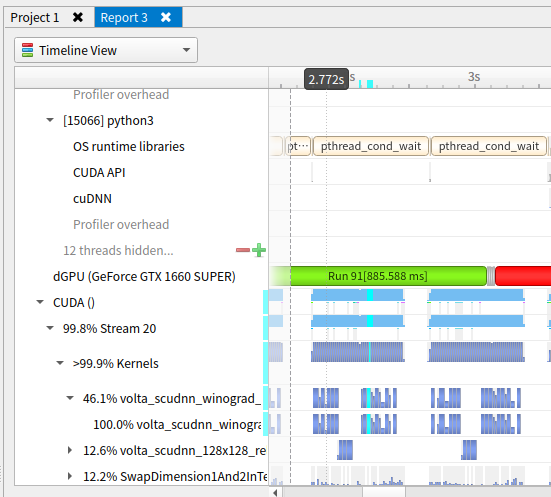 Project 1
Report 3
Timeline View
2.772s
s
3s
Profiler overhead
[15066] python3
OS runtime libraries
pt...
pthread_cond_wait
pthread_cond_wait
CUDA API
cuDNN
Profiler overhead
12 threads hidden...
dGPU (GeForce GTX 1660 SUPER)
Run 91[885.588 ms]
CUDA ()
99.8% Stream 20
>99.9% Kernels
46.1% volta_scudnn_winograd_
100.0% volta_scudnn_winogra
12.6% volta_scudnn_128x128_re
12.2% SwapDimension1And2InTe